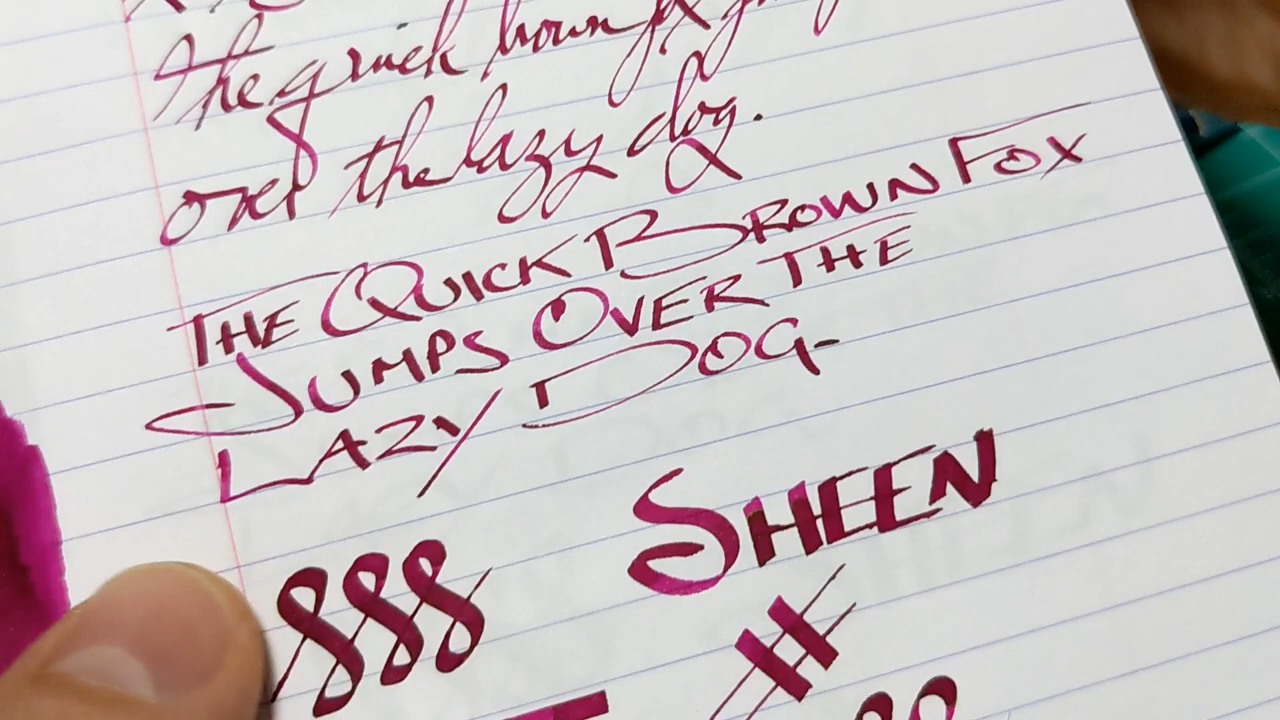 the quick brown fox
over the lazy dog.
THE QUICK BROWN FOX
JUMPS OVER THE
LAZY DOG
SHEEN
888
#